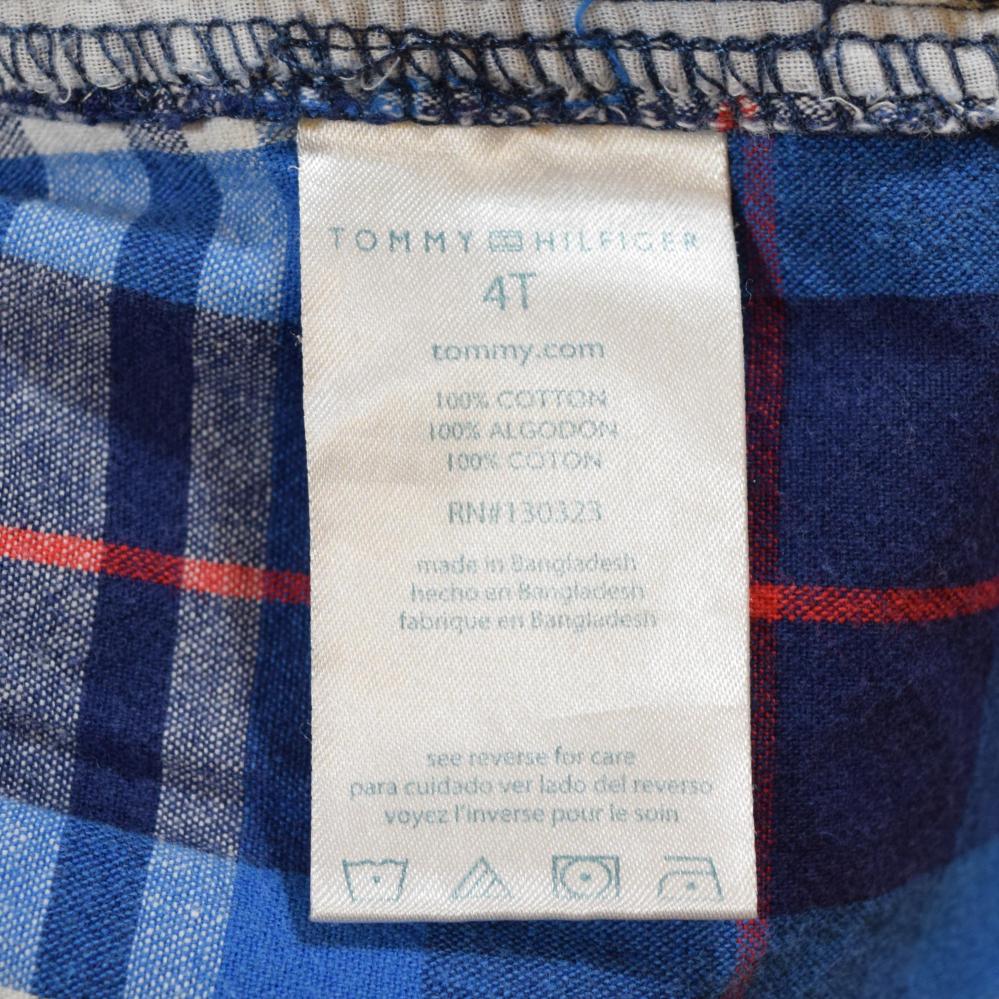 TOMMY HILFIGER
4T
tommy.com
100% COTTON
100% ALGODON
100% COTON
RN#130323
made in Bangladesh
hecho en Bangladesh
fabrique en Bangladesh
see reverse for care
para cuidado ver lado del reverso
voyez l'inverse pour le soin